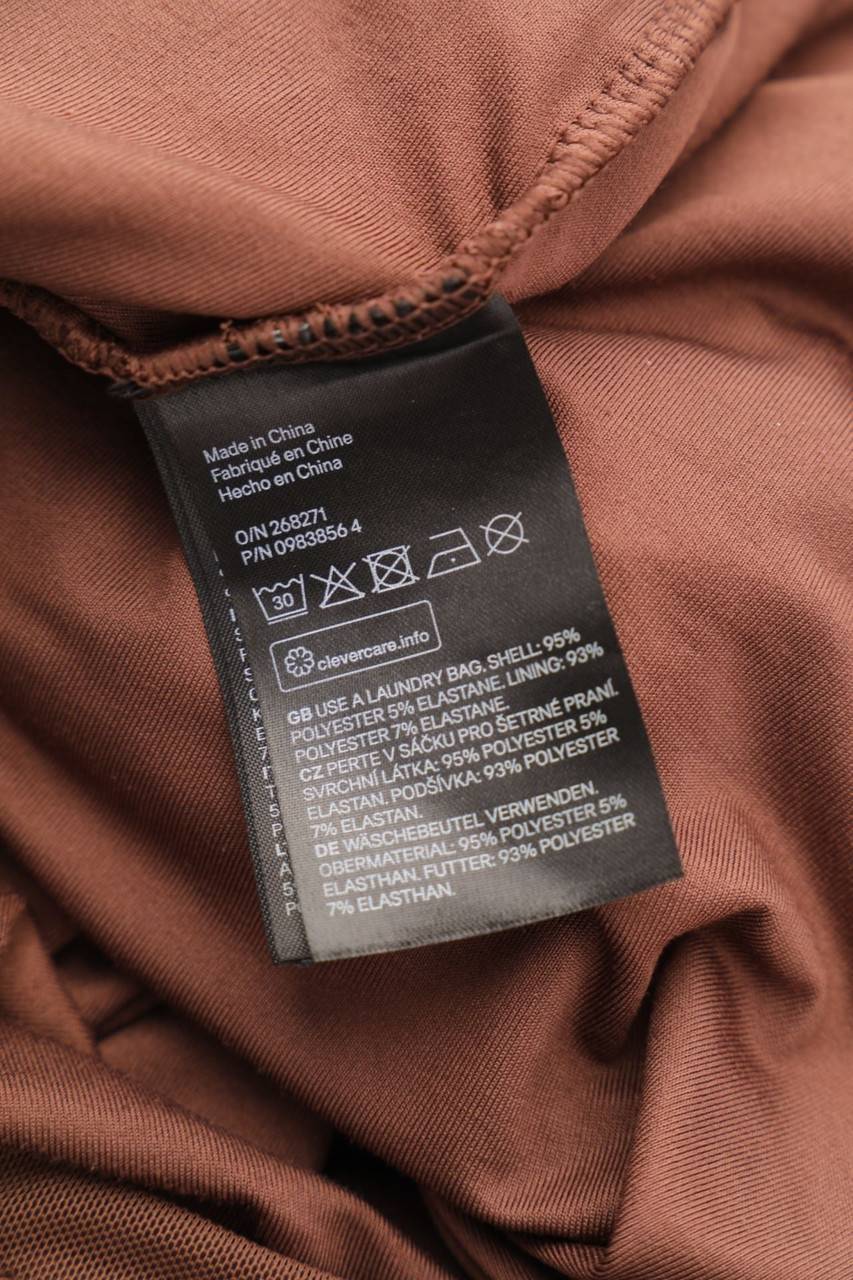 Made in China
Fabriqué en Chine
Hecho en China
O/N 268271
P/N 0983856 4
30
clevercare.info
GB USE A LAUNDRY BAG. SHELL: 95%
POLYESTER 5% ELASTANE. LINING: 93%
POLYESTER 7% ELASTANE.
CZ PERTE V SÁČKU PRO ŠETRNÉ PRANÍ.
SVRCHNÍ LÁTKA: 95% POLYESTER 5%
ELASTAN. PODŠÍVKA: 93% POLYESTER
7% ELASTAN.
DE WÄSCHEBEUTEL VERWENDEN.
OBERMATERIAL: 95% POLYESTER 5%
ELASTHAN. FUTTER: 93% POLYESTER
7% ELASTHAN.